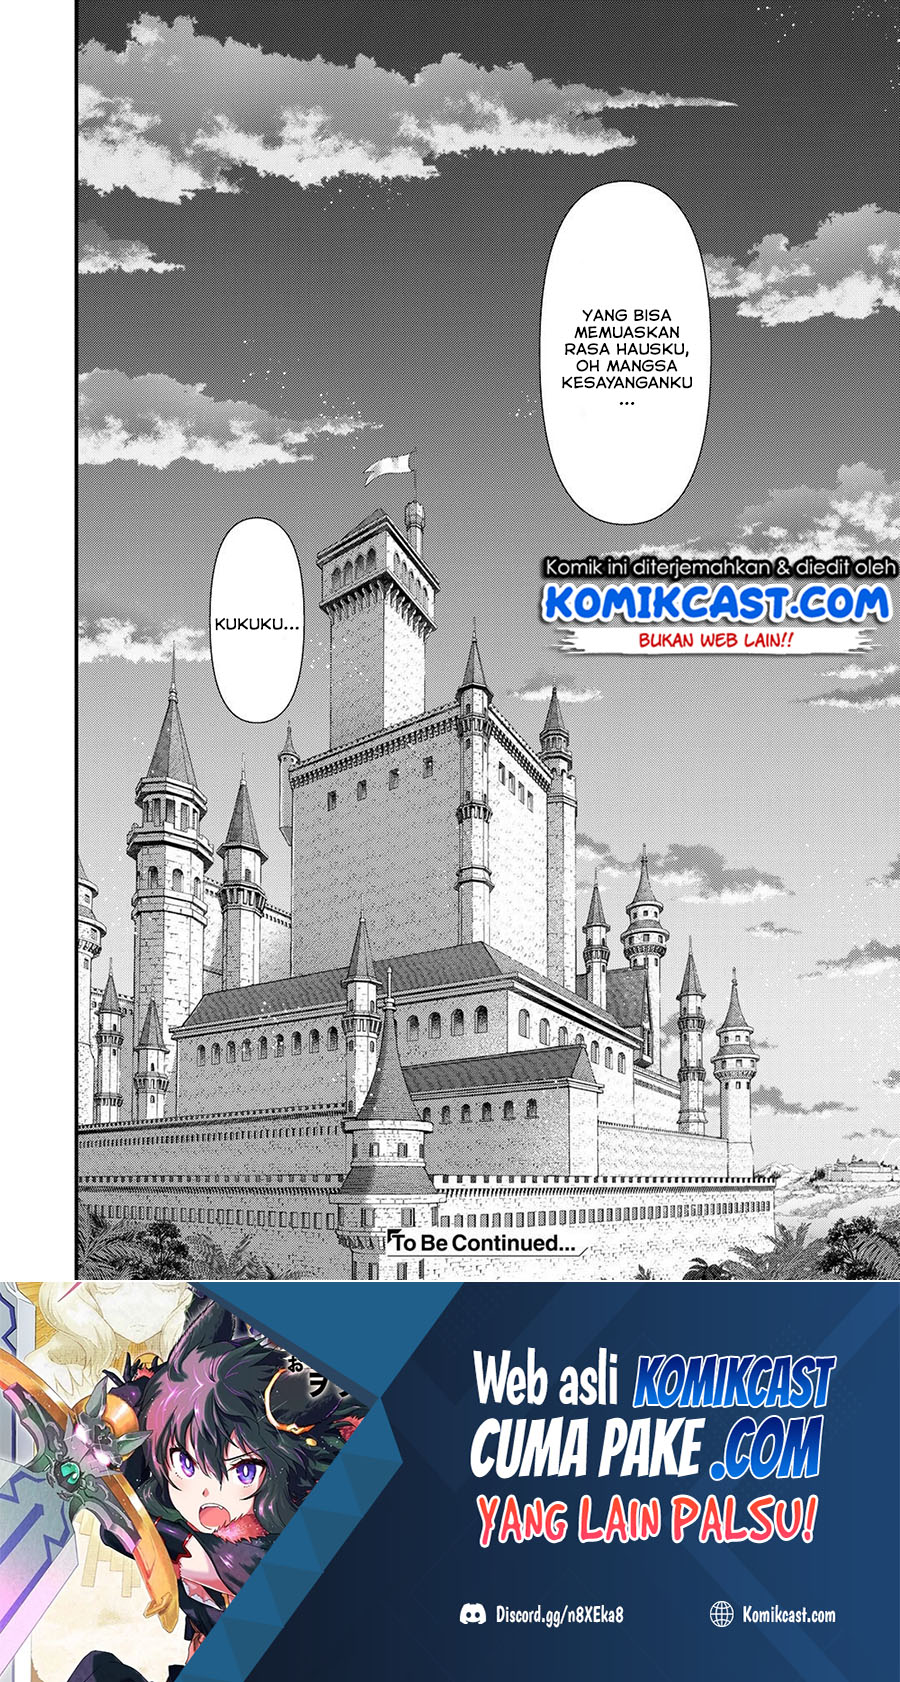 YANG BISA
MEMUASKAN
RASA HAUSKU,
OH MANGSA
KESAYANGANKU
...
Komik ini diterjemahkan & diedit oleh
KOMIKCAST.COM
BUKAN WEB LAIN!!
KUKUKU...
To Be Continued...
Web asli KOMIKCAST
CUMA PAKE .COM
YANG LAIN PALSU!
Discord.gg/n8XEka8
Komikcast.com